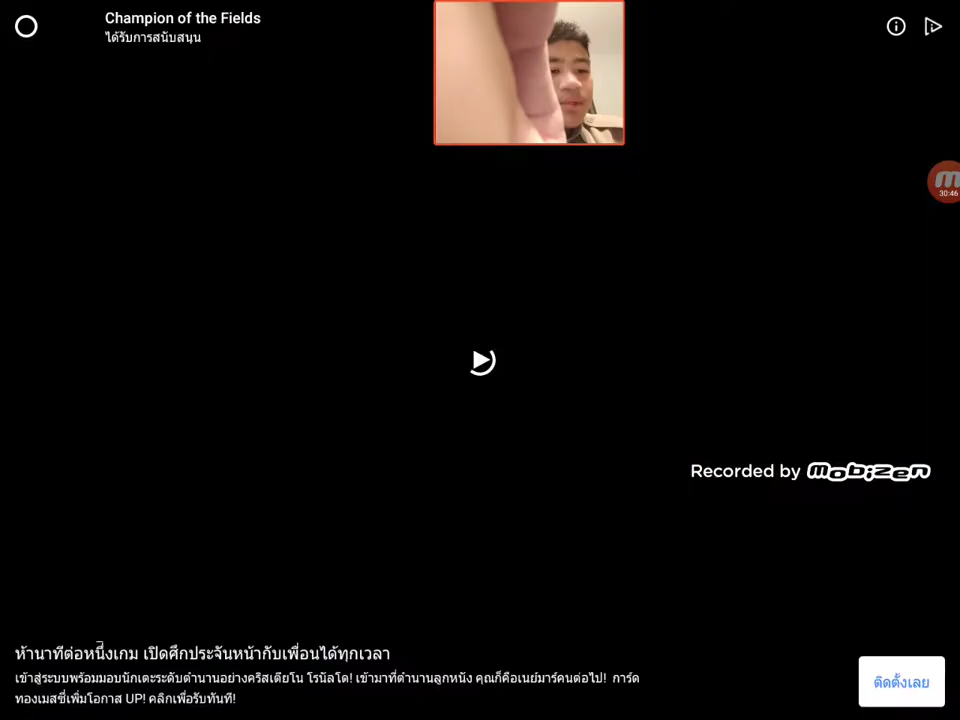 Champion of the Fields
ได้รับการสนับสนุน
30:46
Recorded by Mobizen
ห้านาทีต่อหนึ่งเกม เปิดศึกประจันหน้ากับเพื่อนได้ทุกเวลา
เข้าสู่ระบบพร้อมมอบนักเตะระดับตำนานอย่างคริสเตียโน โรนัลโด! เข้ามาที่ตำนานลูกหนัง คุณก็คือเนย์มาร์คนต่อไป! การ์ด
ทองเมสซี่เพิ่มโอกาส UP! คลิกเพื่อรับทันที!
ติดตั้งเลย